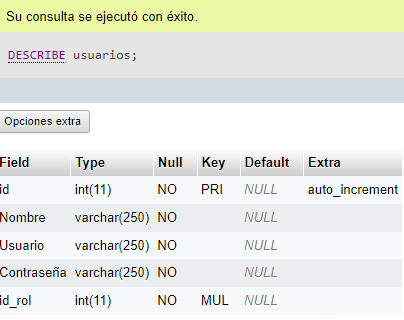 Su consulta se ejecutó con éxito.
DESCRIBE usuarios;
Opciones extra
Field Type Null Key Default Extra
id int(11) NO PRI NULL auto_increment
Nombre varchar(250) NO NULL
Usuario varchar(250) NO NULL
Contraseña varchar(250) NO NULL
id_rol int(11) NO MUL NULL